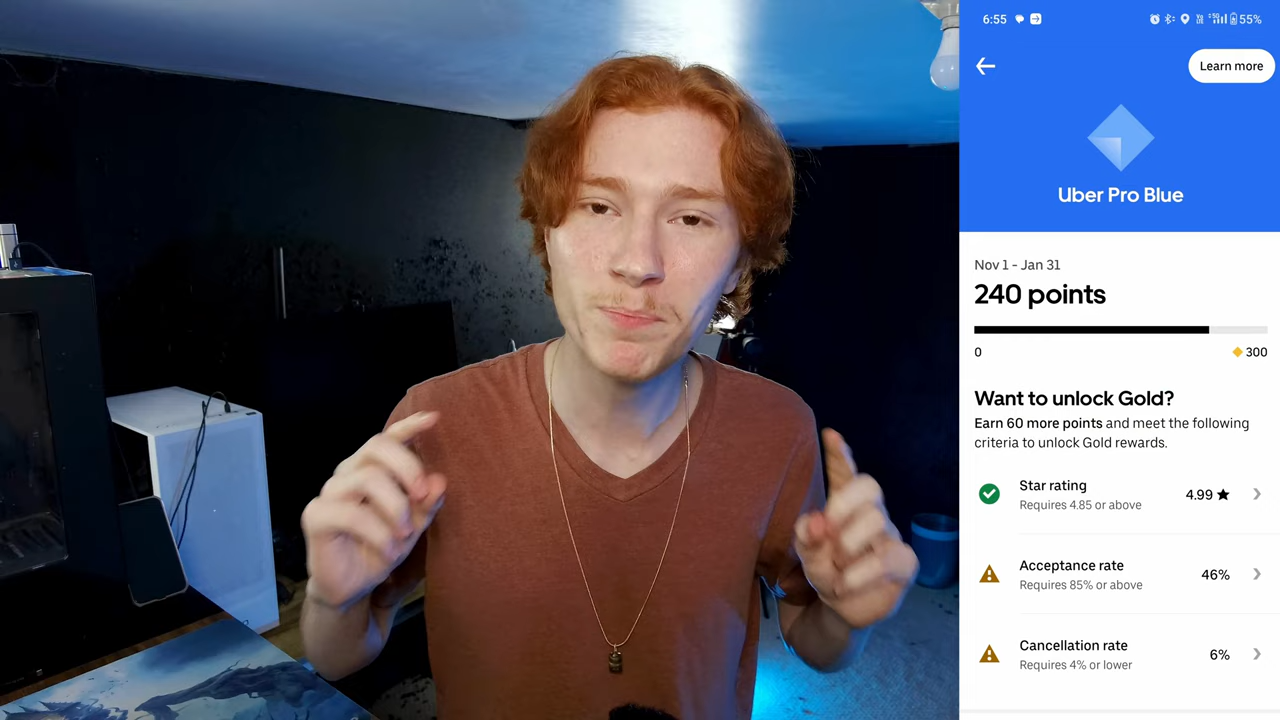 6:55
55%
Learn more
Uber Pro Blue
Nov 1 - Jan 31
240 points
0
300
Want to unlock Gold?
Earn 60 more points and meet the following
criteria to unlock Gold rewards.
Star rating
4.99
Requires 4.85 or above
Acceptance rate
46%
Requires 85% or above
Cancellation rate
6%
Requires 4% or lower